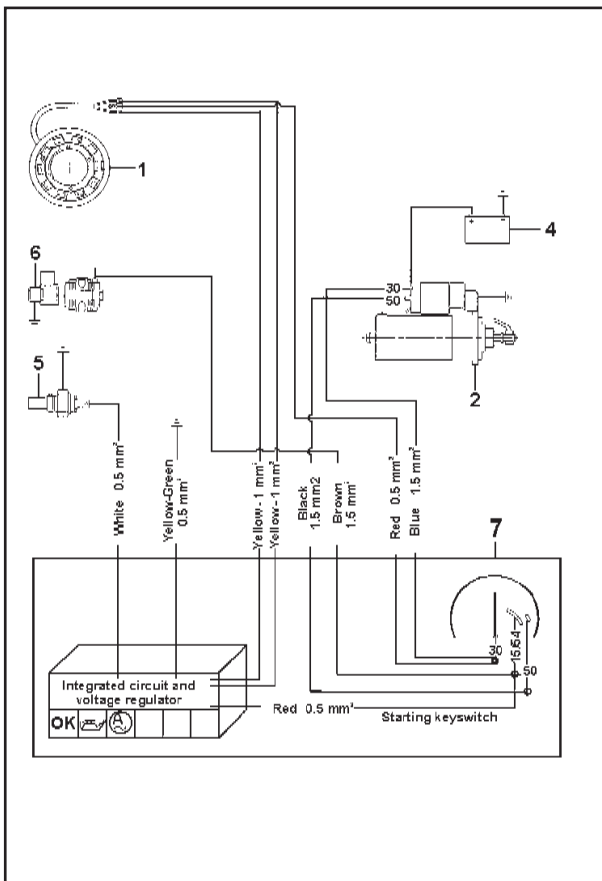 1
6
4
30
50
5
2
White 0.5 mm²
Yellow-Green
0.5 mm²
Yellow - 1 mm²
Yellow - 1 mm²
Black
1.5 mm2
Brown
1.5 mm²
Red 0.5 mm²
Blue 1.5 mm²
7
30
15/54
50
Integrated circuit and
voltage regulator
Red 0.5 mm²
Starting keyswitch
OK
A
+
-